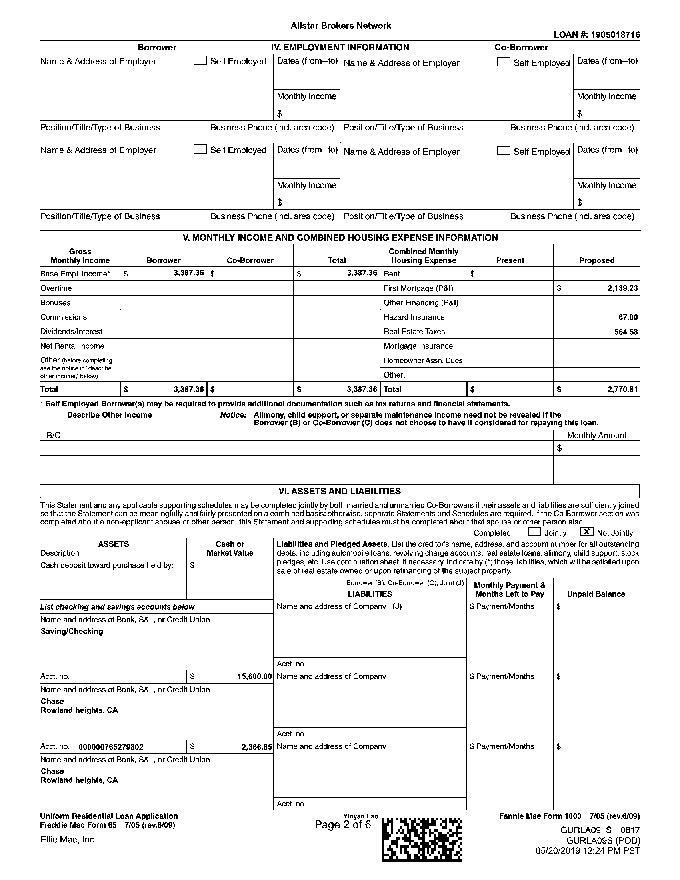 Allstar Brokers Network
LOAN #: 1905018716
Borrower IV. EMPLOYMENT INFORMATION Co-Borrower
Name & Address of Employer Self Employed Dates (from–to) Name & Address of Employer Self Employed Dates (from–to)
Monthly Income Monthly Income
$ $
Position/Title/Type of Business Business Phone (incl. area code) Position/Title/Type of Business Business Phone (incl. area code)
Name & Address of Employer Self Employed Dates (from–to) Name & Address of Employer Self Employed Dates (from–to)
Monthly Income Monthly Income
$ $
Position/Title/Type of Business Business Phone (incl. area code) Position/Title/Type of Business Business Phone (incl. area code)
V. MONTHLY INCOME AND COMBINED HOUSING EXPENSE INFORMATION
Gross Combined Monthly
Monthly Income Borrower Co-Borrower Total Housing Expense Present Proposed
Base Empl. Income* $ 3,387.36 $ 3,387.36 Rent $
Overtime First Mortgage (P&I) $ 2,139.23
Bonuses Other Financing (P&I)
Commissions Hazard Insurance 67.00
Dividends/Interest Real Estate Taxes 564.58
Net Rental Income Mortgage Insurance
Other (before completing Homeowner Assn. Dues
see the notice in "describe
other income," below) Other:
Total $ 3,387.36 $ $ 3,387.36 Total $ $ 2,770.81
* Self Employed Borrower(s) may be required to provide additional documentation such as tax returns and financial statements.
Describe Other Income Notice: Alimony, child support, or separate maintenance income need not be revealed if the
Borrower (B) or Co-Borrower (C) does not choose to have it considered for repaying this loan.
B/C Monthly Amount
$
VI. ASSETS AND LIABILITIES
This Statement and any applicable supporting schedules may be completed jointly by both married and unmarried Co-Borrowers if their assets and liabilities are sufficiently joined
so that the Statement can be meaningfully and fairly presented on a combined basis; otherwise, separate Statements and Schedules are required. If the Co-Borrower section was
completed about a non-applicant spouse or other person, this Statement and supporting schedules must be completed about that spouse or other person also.
Completed Jointly X Not Jointly
ASSETS Cash or
Description Market Value
Cash deposit toward purchase held by: $
Liabilities and Pledged Assets. List the creditor's name, address, and account number for all outstanding
debts, including automobile loans, revolving charge accounts, real estate loans, alimony, child support, stock
pledges, etc. Use continuation sheet, if necessary. Indicate by (*) those liabilities, which will be satisfied upon
sale of real estate owned or upon refinancing of the subject property.
Borrower (B), Co-Borrower (C), Joint (J)
LIABILITIES Monthly Payment & Months Left to Pay Unpaid Balance
List checking and savings accounts below Name and address of Company (J) $ Payment/Months $
Name and address of Bank, S&L, or Credit Union
Saving/Checking
Acct. no.
Acct. no. $ 15,600.00 Name and address of Company $ Payment/Months $
Name and address of Bank, S&L, or Credit Union
Chase
Rowland heights, CA
Acct. no.
Acct. no. 000000765279302 $ 2,366.85 Name and address of Company $ Payment/Months $
Name and address of Bank, S&L, or Credit Union
Chase
Rowland heights, CA
Acct. no.
Uniform Residential Loan Application Fannie Mae Form 1003 7/05 (rev.6/09)
Freddie Mac Form 65 7/05 (rev.6/09) Page 2 of 6
Ellie Mae, Inc. GURLA09_S 0817
GURLA09S (POD)
05/20/2019 12:24 PM PST